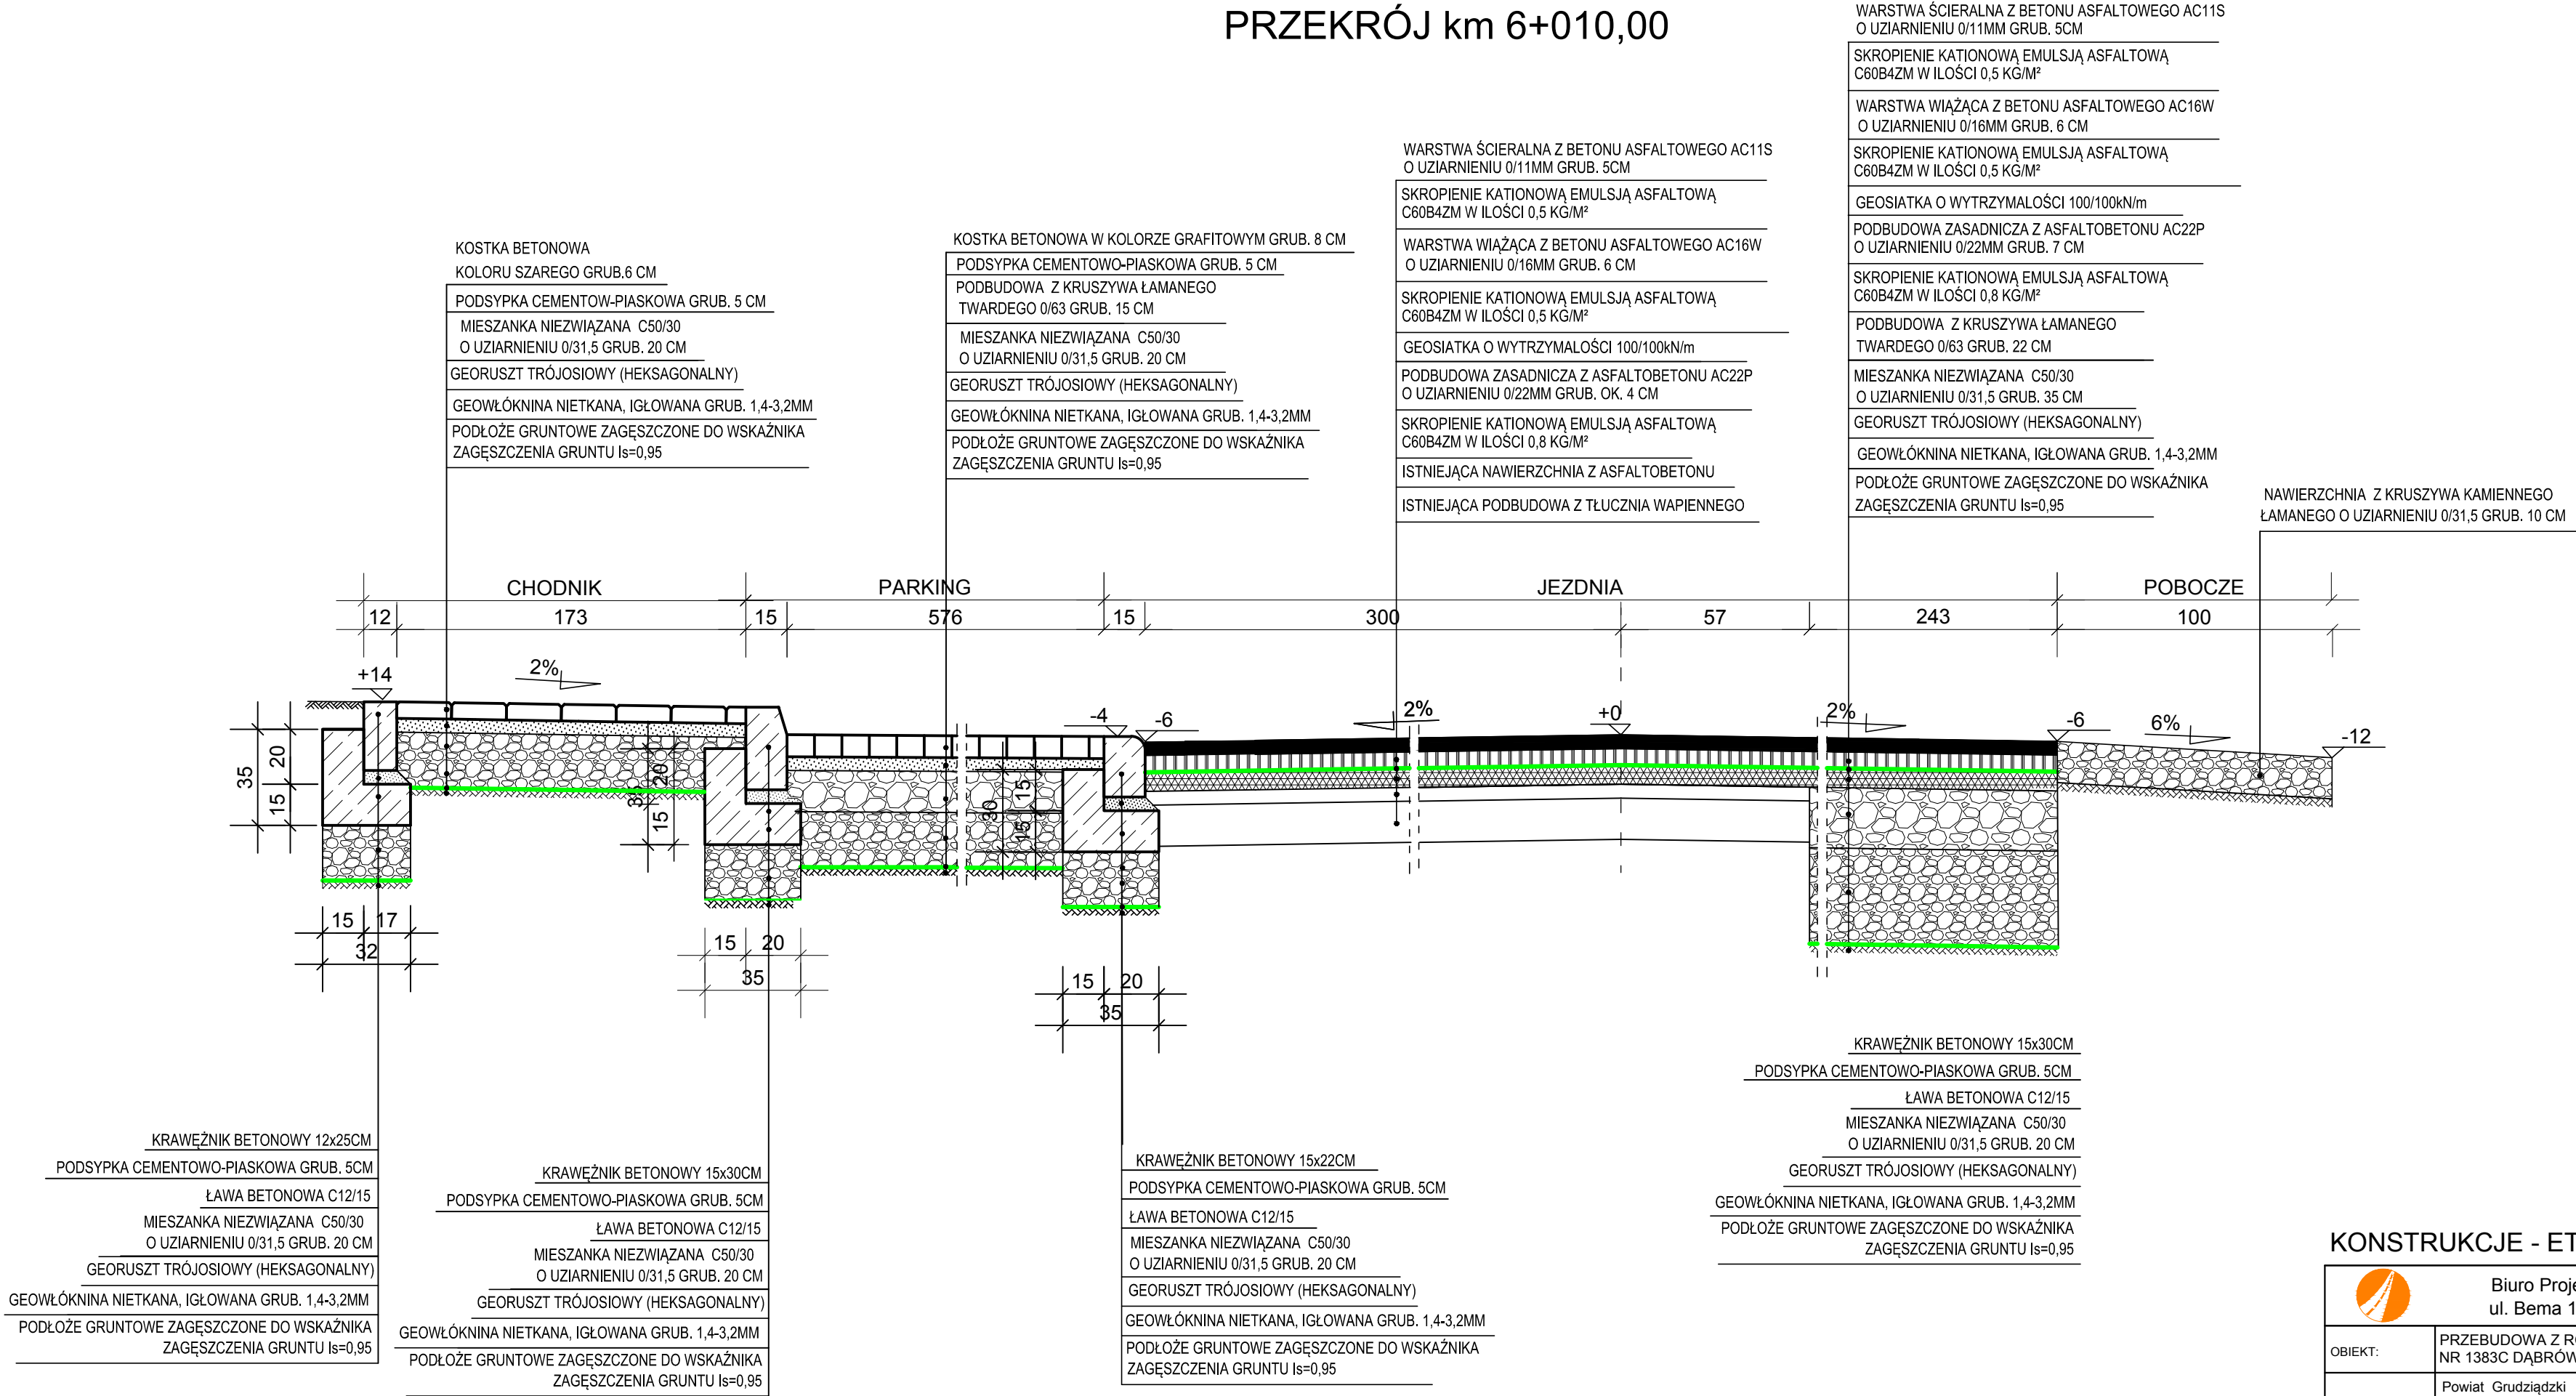 PRZEKRÓJ km 6+010,00
KOSTKA BETONOWA
KOLORU SZAREGO GRUB.6 CM
PODSYPKA CEMENTOW-PIASKOWA GRUB. 5 CM
MIESZANKA NIEZWIĄZANA C50/30
O UZIARNIENIU 0/31,5 GRUB. 20 CM
GEORUSZT TRÓJOSIOWY (HEKSAGONALNY)
GEOWŁÓKNINA NIETKANA, IGŁOWANA GRUB. 1,4-3,2MM
PODŁOŻE GRUNTOWE ZAGĘSZCZONE DO WSKAŹNIKA
ZAGĘSZCZENIA GRUNTU Is=0,95
KOSTKA BETONOWA W KOLORZE GRAFITOWYM GRUB. 8 CM
PODSYPKA CEMENTOWO-PIASKOWA GRUB. 5 CM
PODBUDOWA Z KRUSZYWA ŁAMANEGO
TWARDEGO 0/63 GRUB. 15 CM
MIESZANKA NIEZWIĄZANA C50/30
O UZIARNIENIU 0/31,5 GRUB. 20 CM
GEORUSZT TRÓJOSIOWY (HEKSAGONALNY)
GEOWŁÓKNINA NIETKANA, IGŁOWANA GRUB. 1,4-3,2MM
PODŁOŻE GRUNTOWE ZAGĘSZCZONE DO WSKAŹNIKA
ZAGĘSZCZENIA GRUNTU Is=0,95
WARSTWA ŚCIERALNA Z BETONU ASFALTOWEGO AC11S
O UZIARNIENIU 0/11MM GRUB. 5CM
SKROPIENIE KATIONOWĄ EMULSJĄ ASFALTOWĄ
C60B4ZM W ILOŚCI 0,5 KG/M²
WARSTWA WIĄŻĄCA Z BETONU ASFALTOWEGO AC16W
O UZIARNIENIU 0/16MM GRUB. 6 CM
SKROPIENIE KATIONOWĄ EMULSJĄ ASFALTOWĄ
C60B4ZM W ILOŚCI 0,5 KG/M²
GEOSIATKA O WYTRZYMALOŚCI 100/100kN/m
PODBUDOWA ZASADNICZA Z ASFALTOBETONU AC22P
O UZIARNIENIU 0/22MM GRUB. OK. 4 CM
SKROPIENIE KATIONOWĄ EMULSJĄ ASFALTOWĄ
C60B4ZM W ILOŚCI 0,8 KG/M²
ISTNIEJĄCA NAWIERZCHNIA Z ASFALTOBETONU
ISTNIEJĄCA PODBUDOWA Z TŁUCZNIA WAPIENNEGO
WARSTWA ŚCIERALNA Z BETONU ASFALTOWEGO AC11S
O UZIARNIENIU 0/11MM GRUB. 5CM
SKROPIENIE KATIONOWĄ EMULSJĄ ASFALTOWĄ
C60B4ZM W ILOŚCI 0,5 KG/M²
WARSTWA WIĄŻĄCA Z BETONU ASFALTOWEGO AC16W
O UZIARNIENIU 0/16MM GRUB. 6 CM
SKROPIENIE KATIONOWĄ EMULSJĄ ASFALTOWĄ
C60B4ZM W ILOŚCI 0,5 KG/M²
GEOSIATKA O WYTRZYMALOŚCI 100/100kN/m
PODBUDOWA ZASADNICZA Z ASFALTOBETONU AC22P
O UZIARNIENIU 0/22MM GRUB. 7 CM
SKROPIENIE KATIONOWĄ EMULSJĄ ASFALTOWĄ
C60B4ZM W ILOŚCI 0,8 KG/M²
PODBUDOWA Z KRUSZYWA ŁAMANEGO
TWARDEGO 0/63 GRUB. 22 CM
MIESZANKA NIEZWIĄZANA C50/30
O UZIARNIENIU 0/31,5 GRUB. 35 CM
GEORUSZT TRÓJOSIOWY (HEKSAGONALNY)
GEOWŁÓKNINA NIETKANA, IGŁOWANA GRUB. 1,4-3,2MM
PODŁOŻE GRUNTOWE ZAGĘSZCZONE DO WSKAŹNIKA
ZAGĘSZCZENIA GRUNTU Is=0,95
NAWIERZCHNIA Z KRUSZYWA KAMIENNEGO
ŁAMANEGO O UZIARNIENIU 0/31,5 GRUB. 10 CM
CHODNIK PARKING JEZDNIA POBOCZE
12 173 15 576 15 300 57 243 100
+14 2% -4 -6 2% +0 2% -6 6% -12
35 20 15
35 20 15
30 15 15
15 17
32
15 20
35
15 20
35
KRAWĘŻNIK BETONOWY 12x25CM
PODSYPKA CEMENTOWO-PIASKOWA GRUB. 5CM
ŁAWA BETONOWA C12/15
MIESZANKA NIEZWIĄZANA C50/30
O UZIARNIENIU 0/31,5 GRUB. 20 CM
GEORUSZT TRÓJOSIOWY (HEKSAGONALNY)
GEOWŁÓKNINA NIETKANA, IGŁOWANA GRUB. 1,4-3,2MM
PODŁOŻE GRUNTOWE ZAGĘSZCZONE DO WSKAŹNIKA
ZAGĘSZCZENIA GRUNTU Is=0,95
KRAWĘŻNIK BETONOWY 15x30CM
PODSYPKA CEMENTOWO-PIASKOWA GRUB. 5CM
ŁAWA BETONOWA C12/15
MIESZANKA NIEZWIĄZANA C50/30
O UZIARNIENIU 0/31,5 GRUB. 20 CM
GEORUSZT TRÓJOSIOWY (HEKSAGONALNY)
GEOWŁÓKNINA NIETKANA, IGŁOWANA GRUB. 1,4-3,2MM
PODŁOŻE GRUNTOWE ZAGĘSZCZONE DO WSKAŹNIKA
ZAGĘSZCZENIA GRUNTU Is=0,95
KRAWĘŻNIK BETONOWY 15x22CM
PODSYPKA CEMENTOWO-PIASKOWA GRUB. 5CM
ŁAWA BETONOWA C12/15
MIESZANKA NIEZWIĄZANA C50/30
O UZIARNIENIU 0/31,5 GRUB. 20 CM
GEORUSZT TRÓJOSIOWY (HEKSAGONALNY)
GEOWŁÓKNINA NIETKANA, IGŁOWANA GRUB. 1,4-3,2MM
PODŁOŻE GRUNTOWE ZAGĘSZCZONE DO WSKAŹNIKA
ZAGĘSZCZENIA GRUNTU Is=0,95
KRAWĘŻNIK BETONOWY 15x30CM
PODSYPKA CEMENTOWO-PIASKOWA GRUB. 5CM
ŁAWA BETONOWA C12/15
MIESZANKA NIEZWIĄZANA C50/30
O UZIARNIENIU 0/31,5 GRUB. 20 CM
GEORUSZT TRÓJOSIOWY (HEKSAGONALNY)
GEOWŁÓKNINA NIETKANA, IGŁOWANA GRUB. 1,4-3,2MM
PODŁOŻE GRUNTOWE ZAGĘSZCZONE DO WSKAŹNIKA
ZAGĘSZCZENIA GRUNTU Is=0,95
KONSTRUKCJE - ET
Biuro Proje
ul. Bema 1
OBIEKT:
PRZEBUDOWA Z R
NR 1383C DĄBRÓW
Powiat Grudziądzki